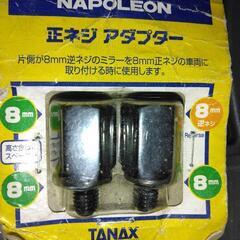 NAPOLEON
正ネジ アダプター
片側が8mm逆ネジのミラーを8mm正ネジの車両に
取り付ける時に使用します。
8mm
8mm
逆ネジ
Reverse
8mm
8mm
TANAX